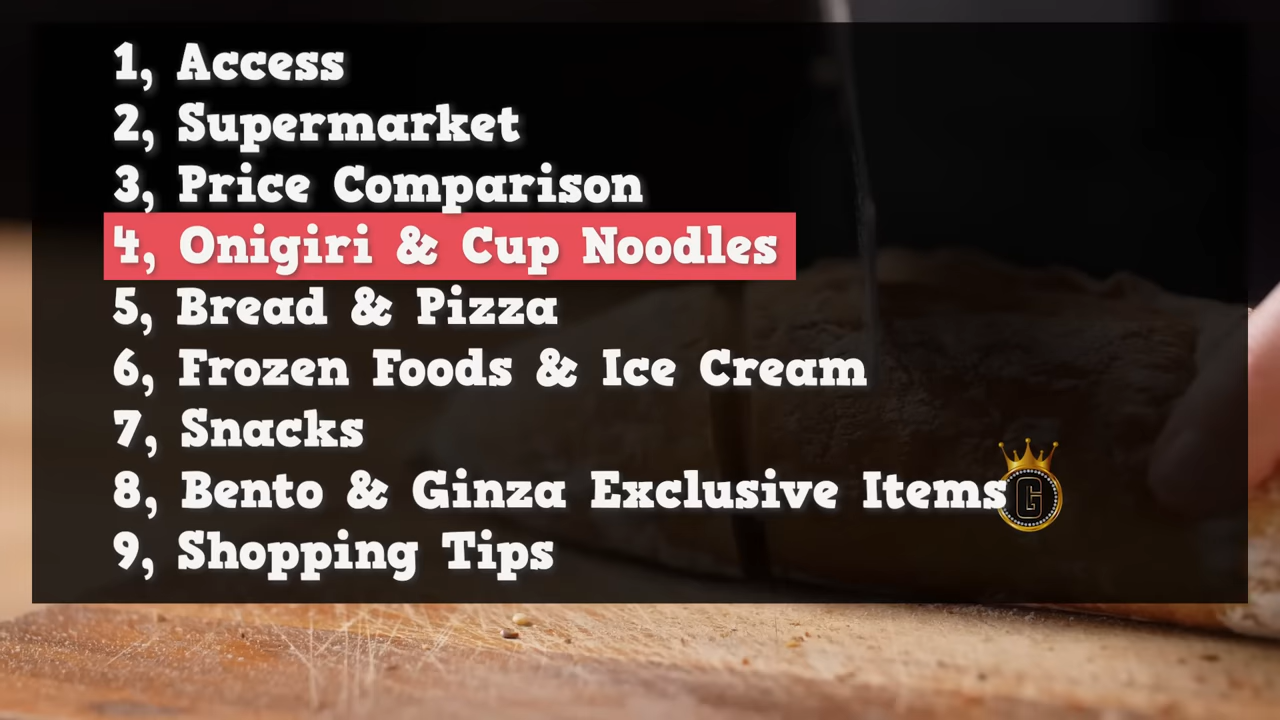 1, Access
2, Supermarket
3, Price Comparison
4, Onigiri & Cup Noodles
5, Bread & Pizza
6, Frozen Foods & Ice Cream
7, Snacks
8, Bento & Ginza Exclusive Items
G
9, Shopping Tips